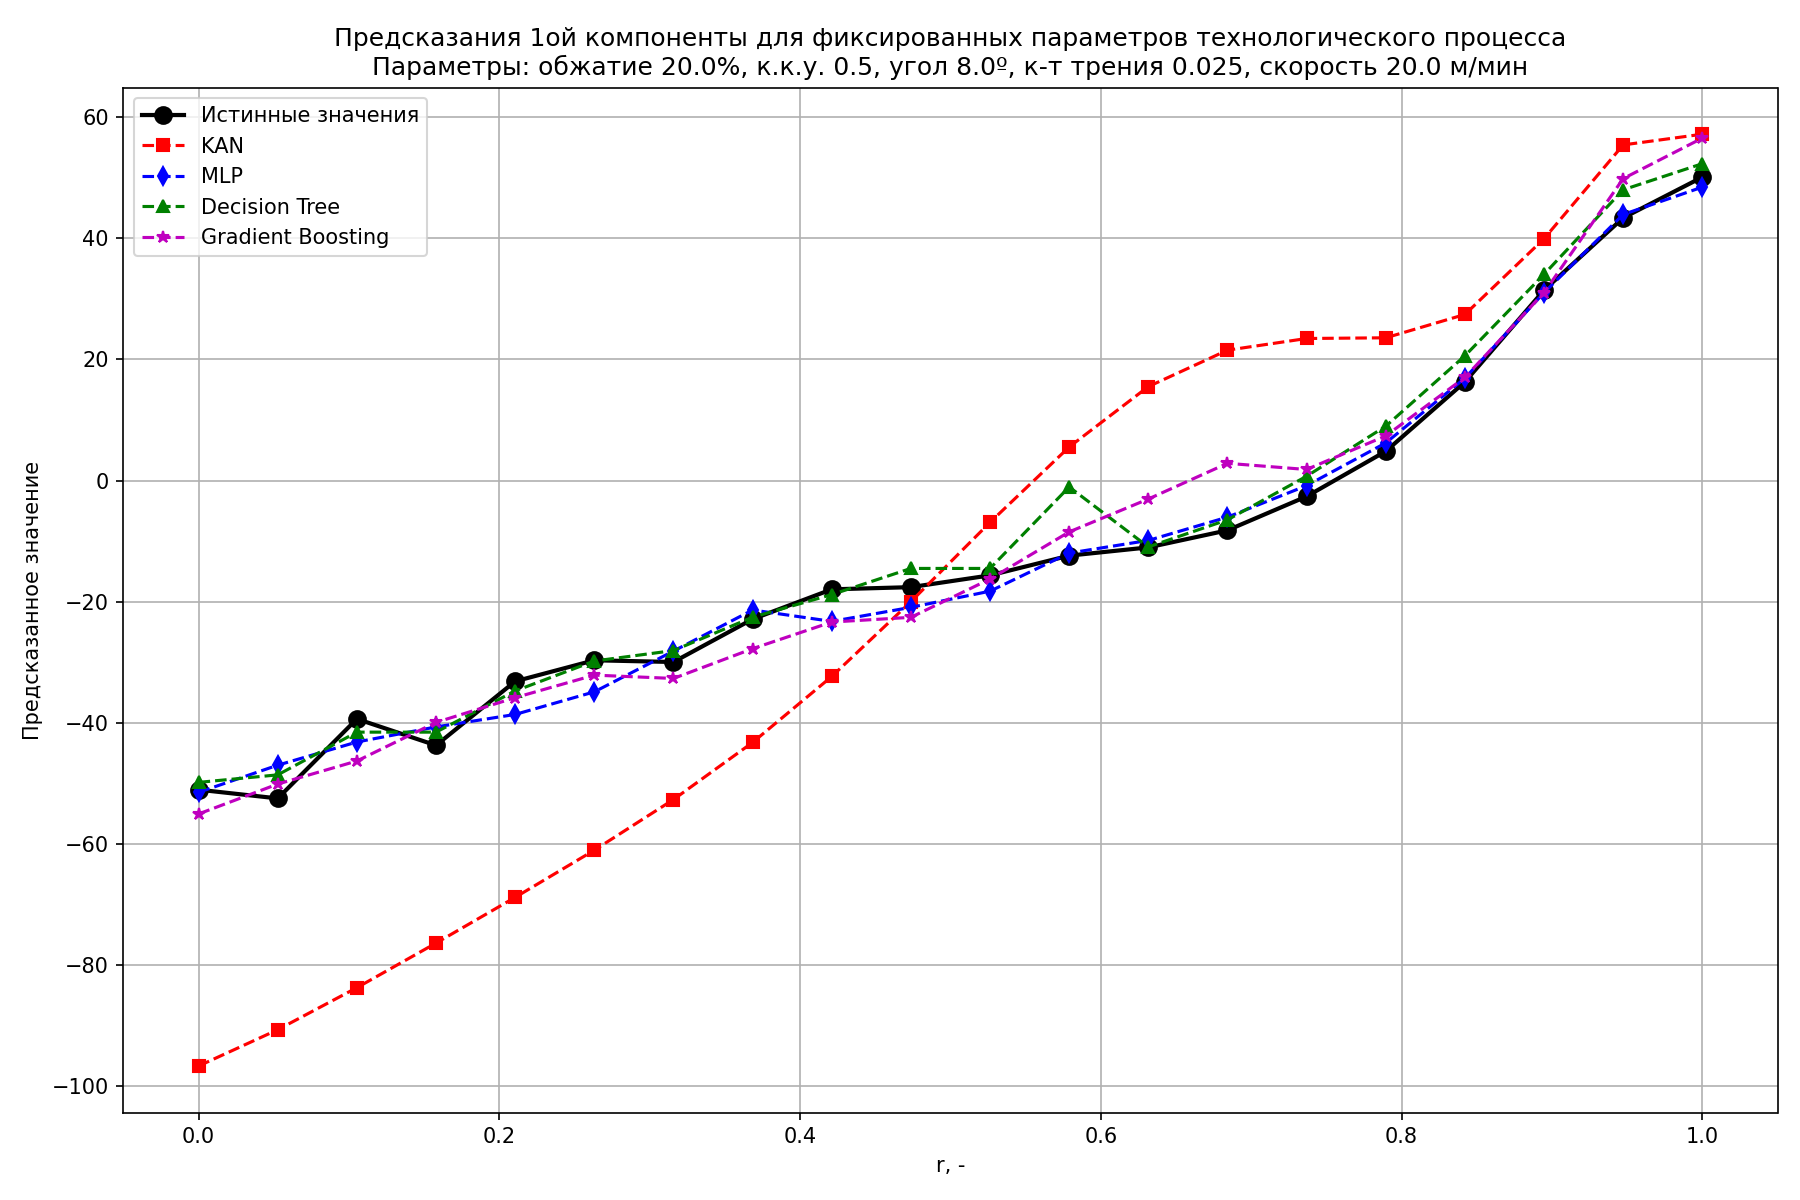 Предсказания 1ой компоненты для фиксированных параметров технологического процесса
Параметры: обжатие 20.0%, к.к.у. 0.5, угол 8.0º, к-т трения 0.025, скорость 20.0 м/мин
Истинные значения
KAN
MLP
Decision Tree
Gradient Boosting
Предсказанное значение
60
40
20
0
−20
−40
−60
−80
−100
0.0
0.2
0.4
0.6
0.8
1.0
r, -